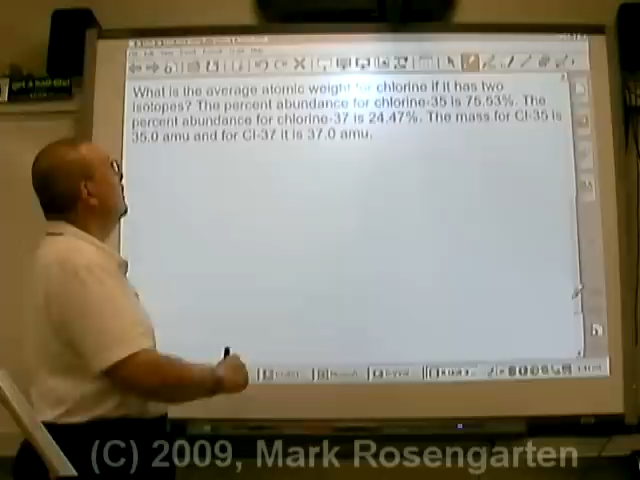 What is the average atomic weight for chlorine if it has two
isotopes? The percent abundance for chlorine-35 is 75.53%. The
percent abundance for chlorine-37 is 24.47%. The mass for Cl-35 is
35.0 amu and for Cl-37 it is 37.0 amu.
(C) 2009, Mark Rosengarten